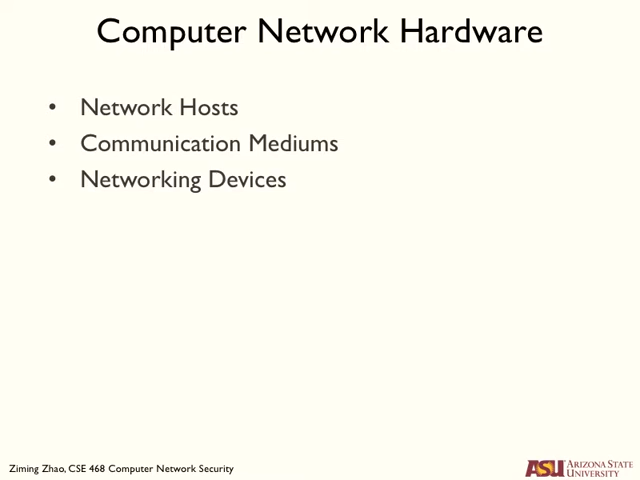 Computer Network Hardware
• Network Hosts
• Communication Mediums
• Networking Devices
Ziming Zhao, CSE 468 Computer Network Security
ASU ARIZONA STATE
UNIVERSITY